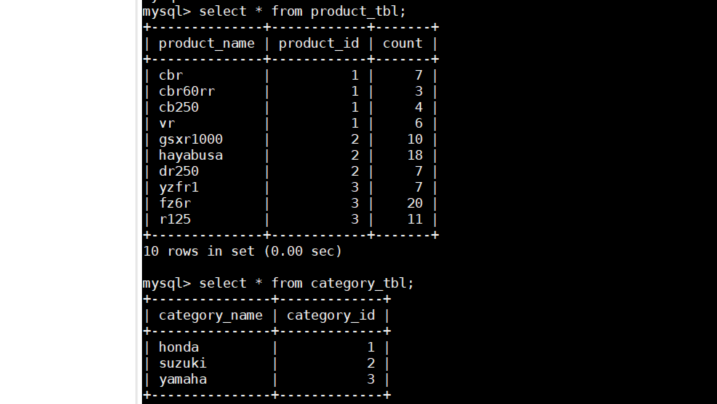 mysql> select * from product_tbl;
+--------------+------------+-------+
| product_name | product_id | count |
+--------------+------------+-------+
| cbr          |          1 |     7 |
| cbr60rr      |          1 |     3 |
| cb250        |          1 |     4 |
| vr           |          1 |     6 |
| gsxr1000     |          2 |    10 |
| hayabusa     |          2 |    18 |
| dr250        |          2 |     7 |
| yzfr1        |          3 |     7 |
| fz6r         |          3 |    20 |
| r125         |          3 |    11 |
+--------------+------------+-------+
10 rows in set (0.00 sec)
mysql> select * from category_tbl;
+---------------+-------------+
| category_name | category_id |
+---------------+-------------+
| honda         |           1 |
| suzuki        |           2 |
| yamaha        |           3 |
+---------------+-------------+